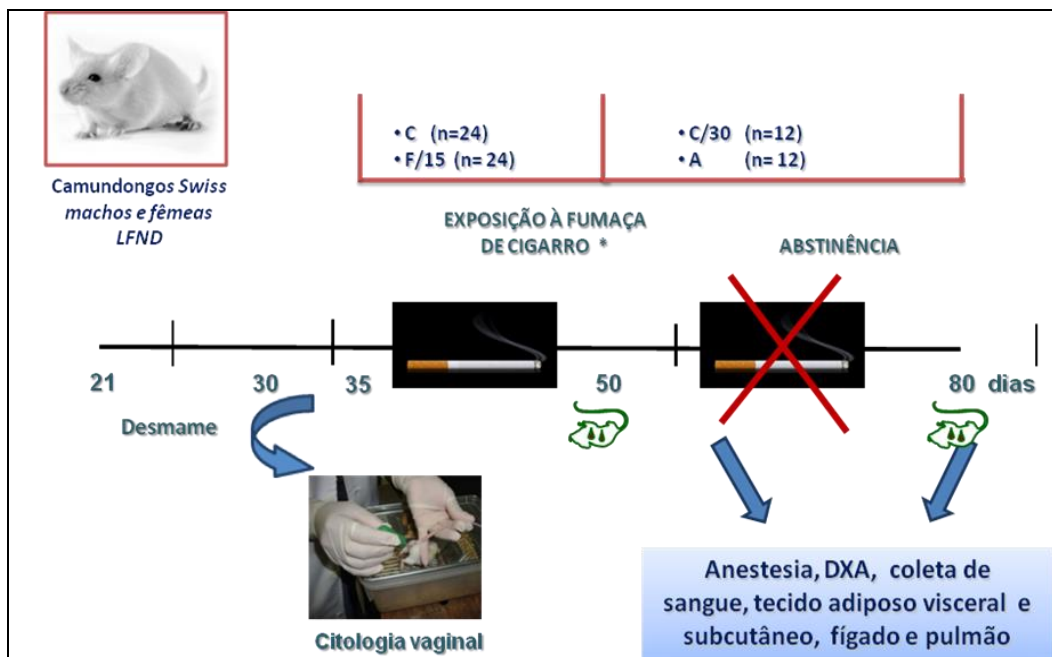 • C (n=24)
• F/15 (n= 24)
• C/30 (n=12)
• A (n= 12)
Camundongos Swiss
machos e fêmeas
LFND
EXPOSIÇÃO À FUMAÇA
DE CIGARRO *
ABSTINÊNCIA
21
30
35
50
80 dias
Desmame
Citologia vaginal
Anestesia, DXA, coleta de
sangue, tecido adiposo visceral e
subcutâneo, fígado e pulmão